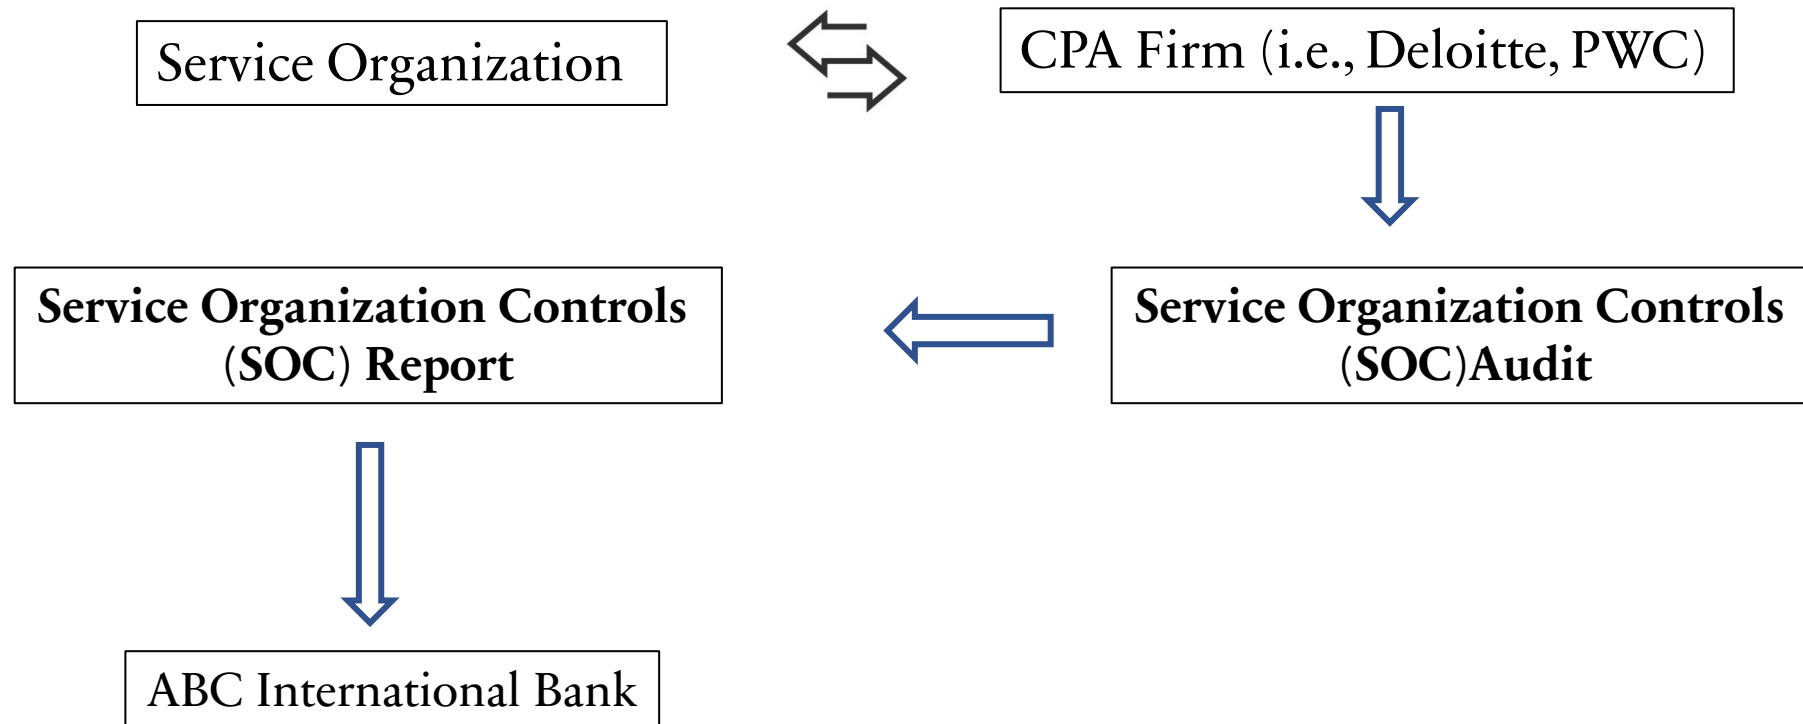 Service Organization
CPA Firm (i.e., Deloitte, PWC)
Service Organization Controls
(SOC) Report
Service Organization Controls
(SOC)Audit
ABC International Bank